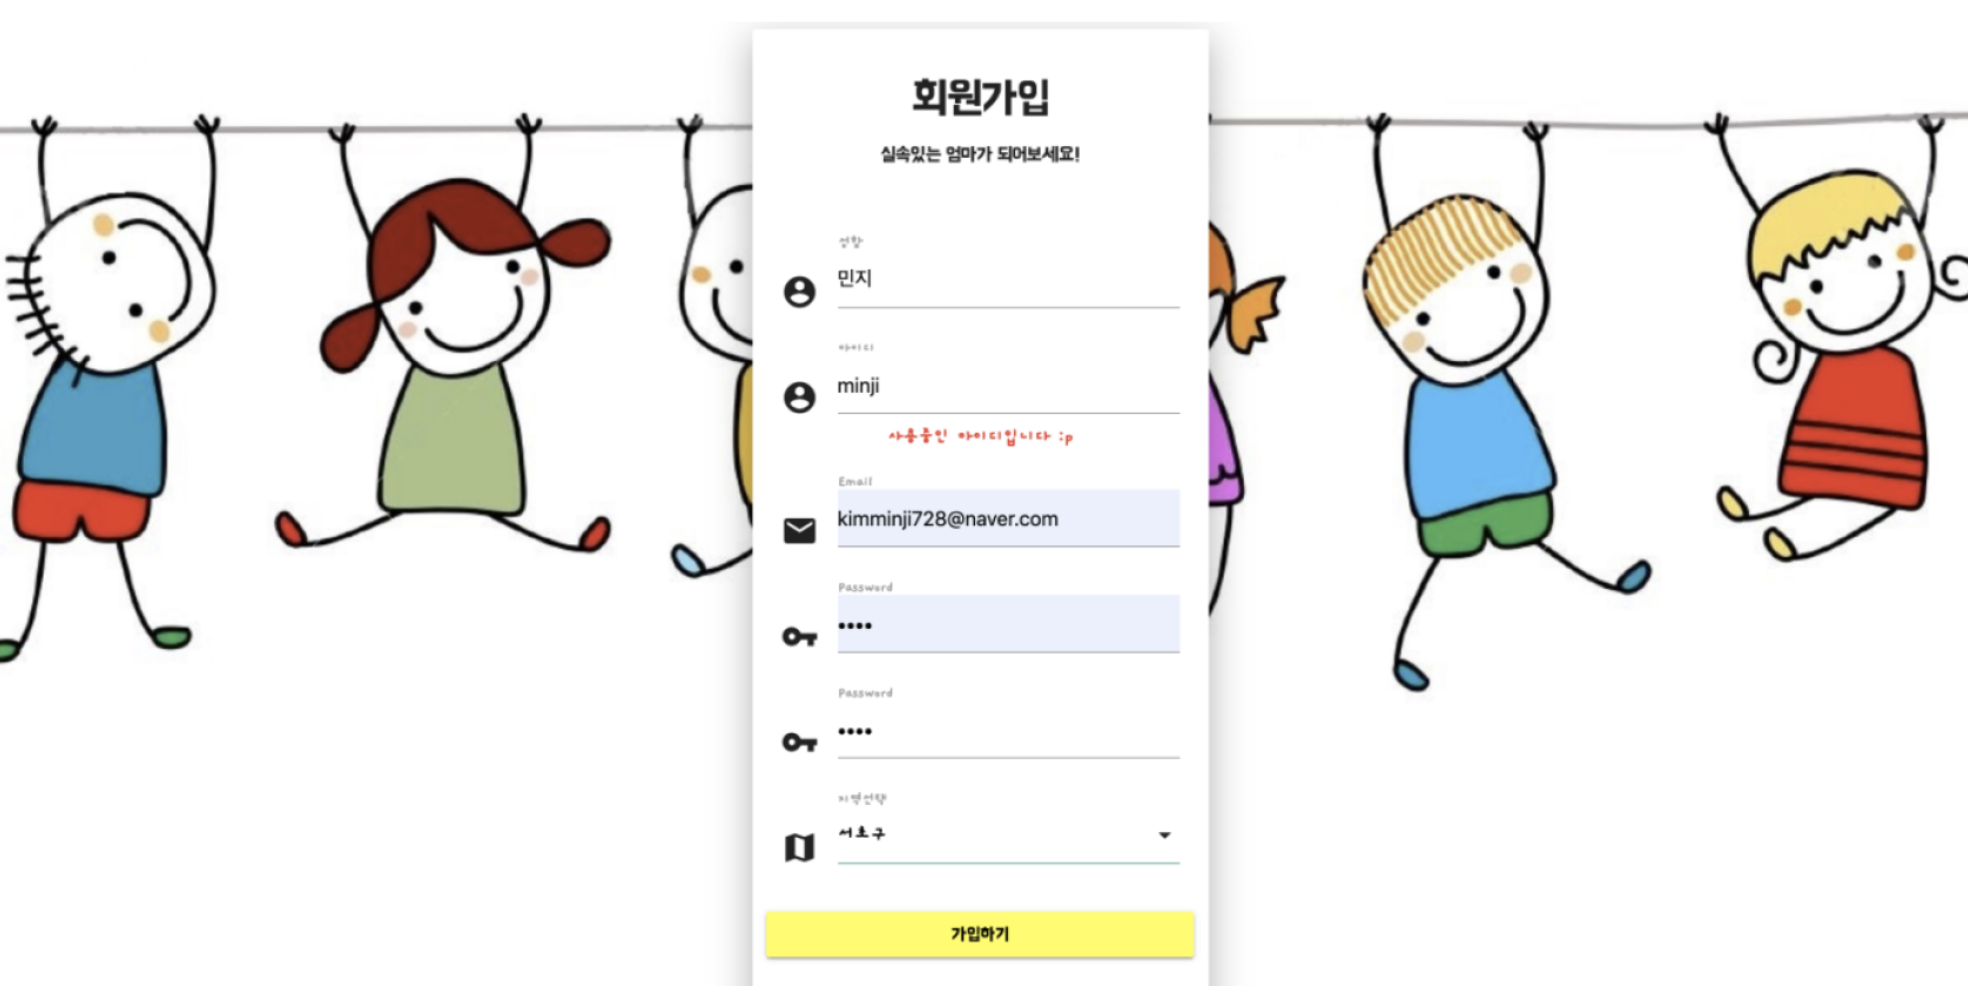 회원가입
실속있는 엄마가 되어보세요!
성함
민지
아이디
minji
사용중인 아이디입니다 :p
Email
kimminji728@naver.com
Password
••••
Password
••••
지역선택
서초구
가입하기